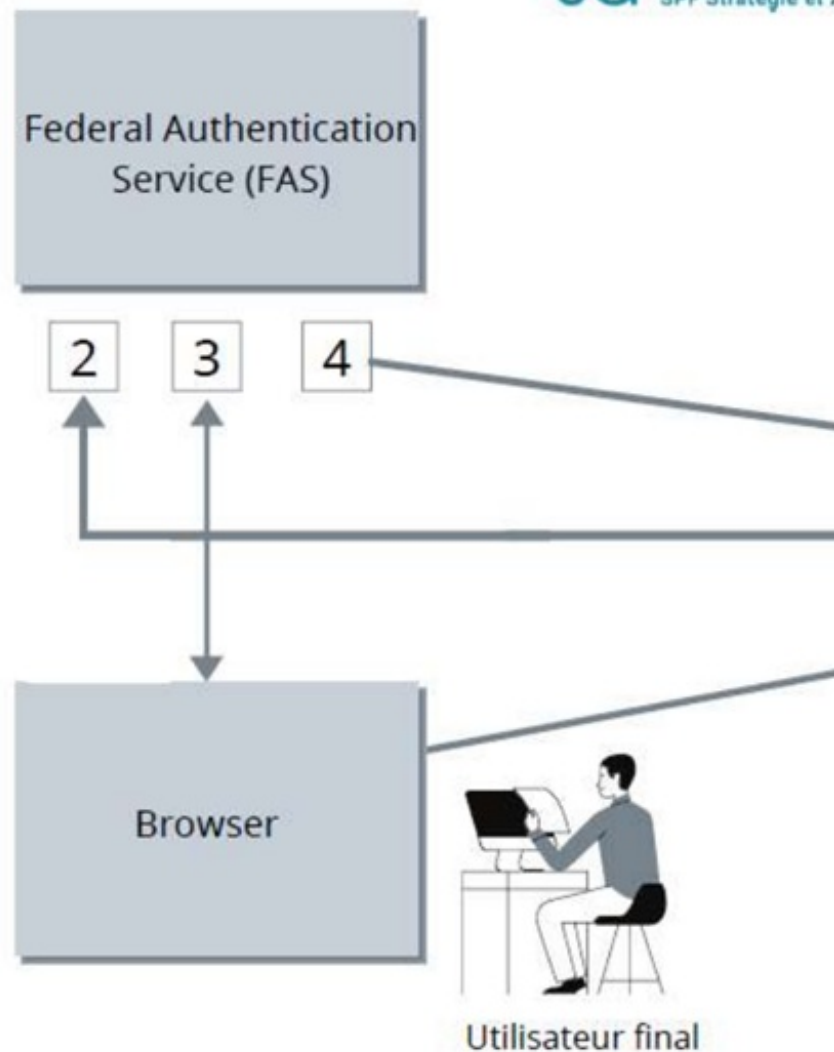 Federal Authentication
Service (FAS)
2 3 4
Browser
Utilisateur final